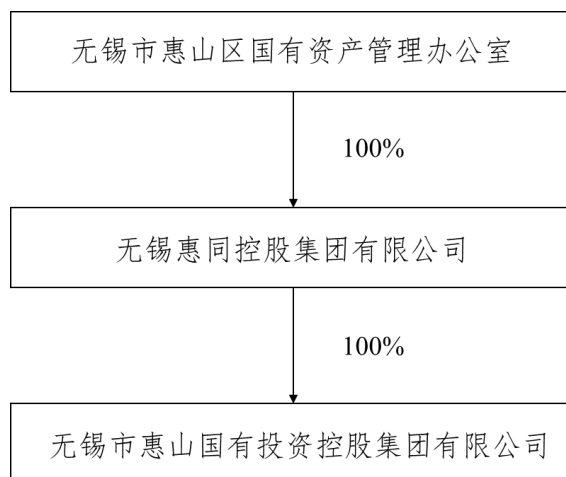 无锡市惠山区国有资产管理办公室
100%
无锡惠同控股集团有限公司
100%
无锡市惠山国有投资控股集团有限公司